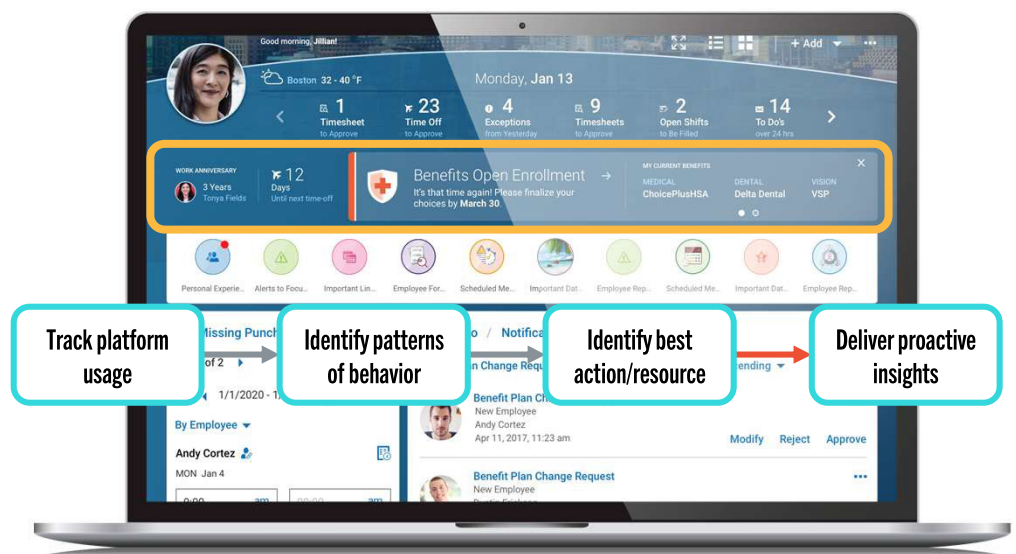 Good morning, Jillian!
+ Add
Boston 32 - 40 °F
Monday, Jan 13
1
Timesheet
to Approve
23
Time Off
to Approve
4
Exceptions
from Yesterday
9
Timesheets
to Approve
2
Open Shifts
to Be Filled
14
To Do's
over 24 hrs
WORK ANNIVERSARY
3 Years
Tonya Fields
12
Days
Until next time-off
Benefits Open Enrollment →
It's that time again! Please finalize your
choices by March 30.
MY CURRENT BENEFITS
MEDICAL
ChoicePlusHSA
DENTAL
Delta Dental
VISION
VSP
X
Personal Experie...
Alerts to Focu...
Important Lin...
Employee For...
Scheduled Me...
Important Dat...
Employee Rep...
Scheduled Me...
Important Dat...
Employee Rep...
Track platform
usage
Identify patterns
of behavior
Identify best
action/resource
Deliver proactive
insights
Missing Punch
of 2
1/1/2020 - 1/
By Employee
Andy Cortez
MON Jan 4
am
am
o / Notifica
n Change Requ
ending
Benefit Plan Ch
New Employee
Andy Cortez
Apr 11, 2017, 11:23 am
Modify Reject Approve
Benefit Plan Change Request
New Employee